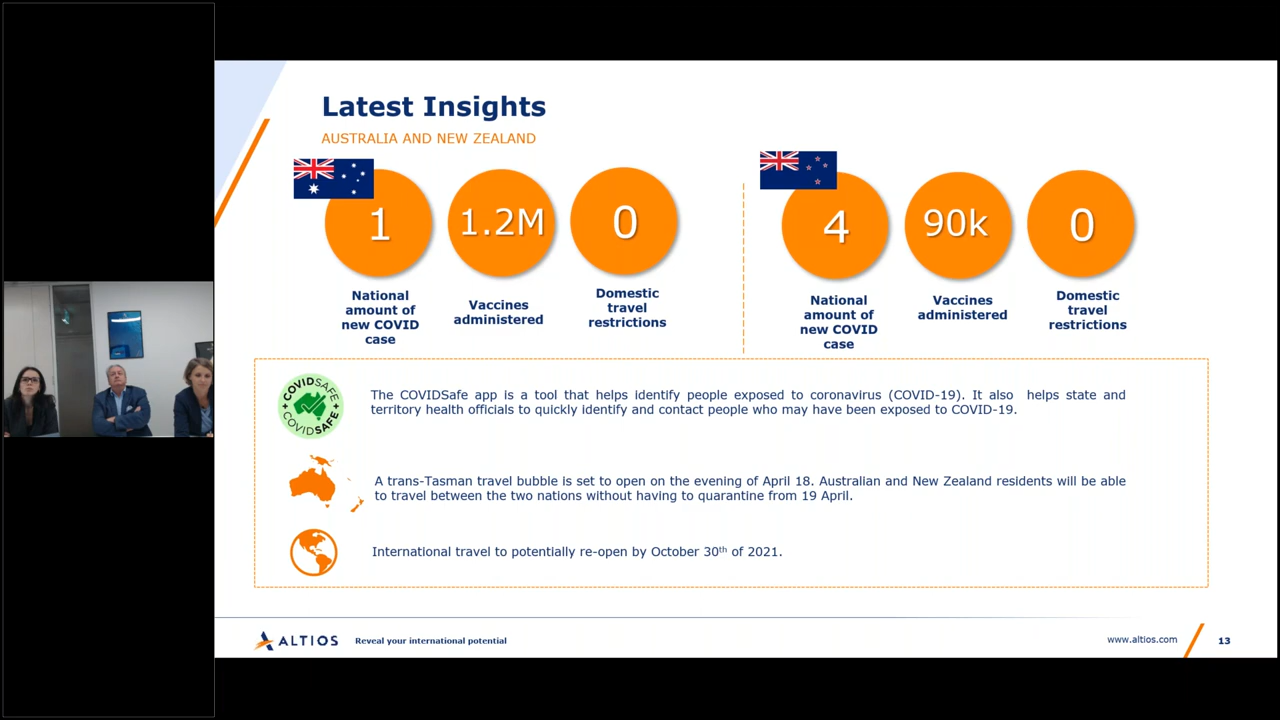 Latest Insights
AUSTRALIA AND NEW ZEALAND
1
1.2M
0
National
amount of
new COVID
case
Vaccines
administered
Domestic
travel
restrictions
4
90k
0
National
amount of
new COVID
case
Vaccines
administered
Domestic
travel
restrictions
COVIDSAFE
COVIDSAFE
The COVIDSafe app is a tool that helps identify people exposed to coronavirus (COVID-19). It also helps state and
territory health officials to quickly identify and contact people who may have been exposed to COVID-19.
A trans-Tasman travel bubble is set to open on the evening of April 18. Australian and New Zealand residents will be able
to travel between the two nations without having to quarantine from 19 April.
International travel to potentially re-open by October 30th of 2021.
ALTIOS
Reveal your international potential
www.altios.com
13